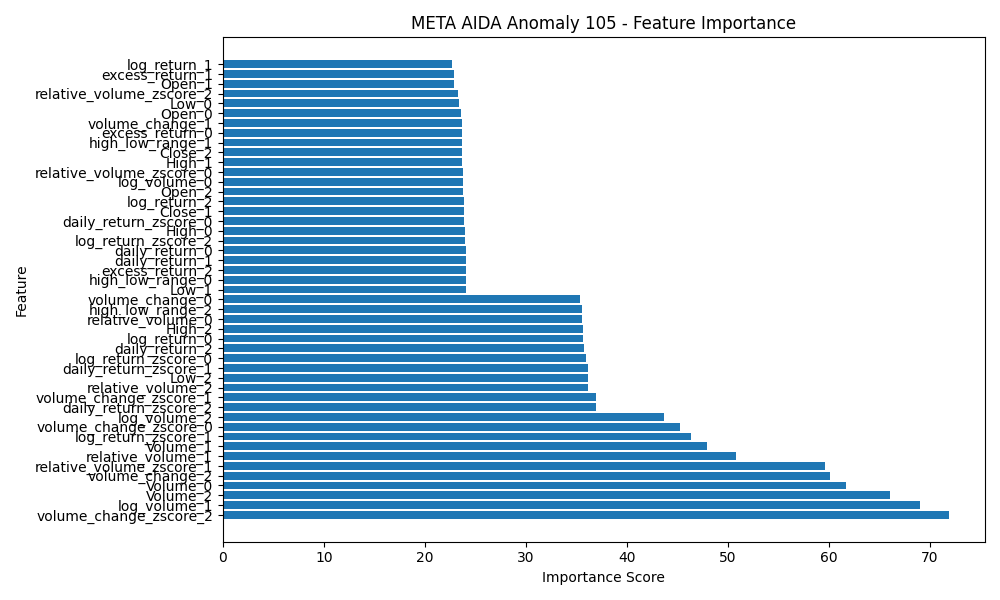 META AIDA Anomaly 105 - Feature Importance
log_return_1
excess_return_1
Open_1
relative_volume_zscore_2
Low_0
Open_0
volume_change_1
excess_return_0
high_low_range_1
Close_2
High_1
relative_volume_zscore_0
log_volume_0
Open_2
log_return_2
Close_1
daily_return_zscore_0
High_0
log_return_zscore_2
daily_return_0
daily_return_1
excess_return_2
high_low_range_0
Low_1
volume_change_0
high_low_range_2
relative_volume_0
High_2
log_return_0
daily_return_2
log_return_zscore_0
daily_return_zscore_1
Low_2
relative_volume_2
volume_change_zscore_1
daily_return_zscore_2
log_volume_2
volume_change_zscore_0
log_return_zscore_1
Volume_1
relative_volume_1
relative_volume_zscore_1
volume_change_2
Volume_0
Volume_2
log_volume_1
volume_change_zscore_2
Feature
0 10 20 30 40 50 60 70
Importance Score